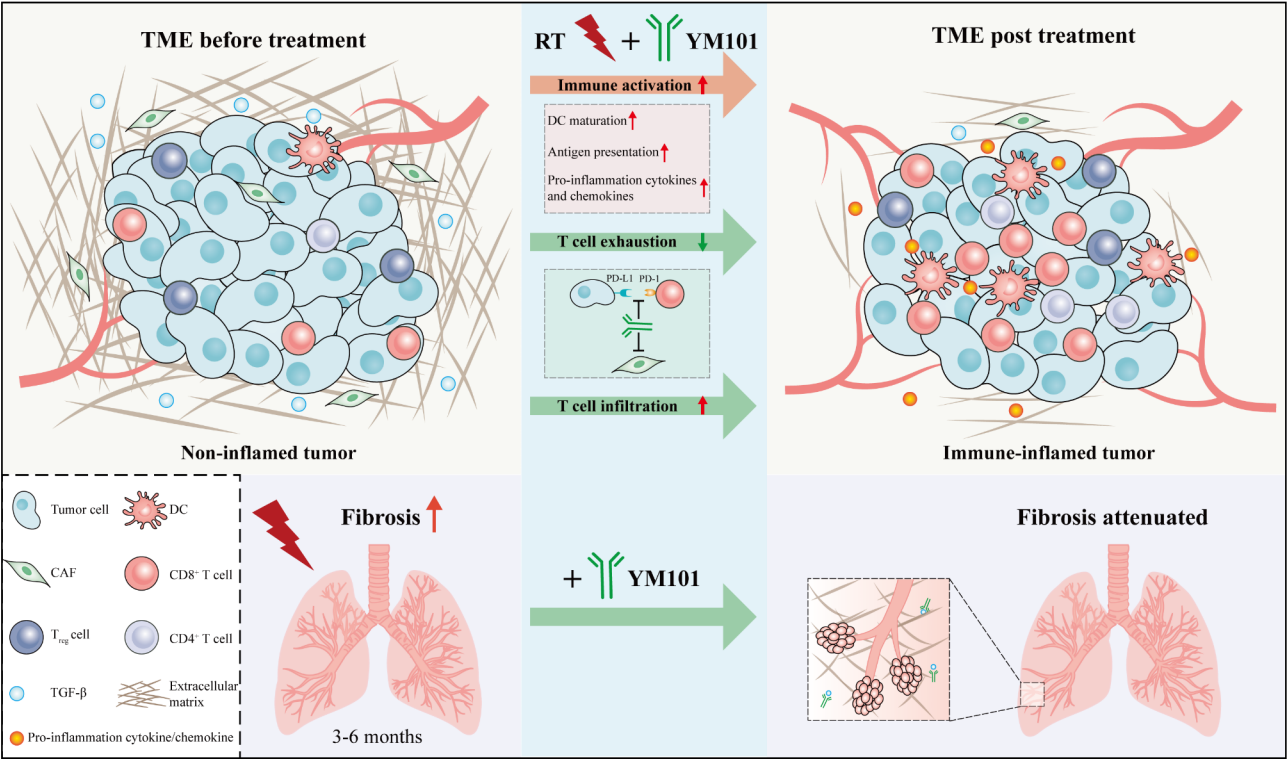 TME before treatment
RT + YM101
TME post treatment
Immune activation
DC maturation
Antigen presentation
Pro-inflammation cytokines
and chemokines
T cell exhaustion
PD-L1 PD-1
T cell infiltration
Non-inflamed tumor
Immune-inflamed tumor
Tumor cell
DC
CAF
CD8⁺ T cell
Treg cell
CD4⁺ T cell
TGF-β
Extracellular
matrix
Pro-inflammation cytokine/chemokine
Fibrosis
3-6 months
+ YM101
Fibrosis attenuated